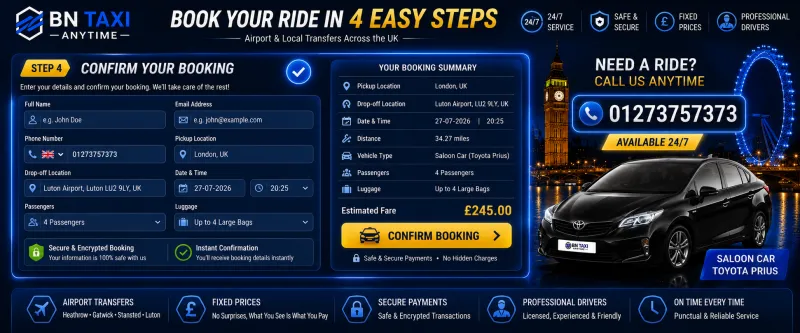 BN TAXI
ANYTIME
BOOK YOUR RIDE IN 4 EASY STEPS
Airport & Local Transfers Across the UK
24/7
24/7
SERVICE
SAFE &
SECURE
£
FIXED
PRICES
PROFESSIONAL
DRIVERS
STEP 4
CONFIRM YOUR BOOKING
Enter your details and confirm your booking. We'll take care of the rest!
Full Name
e.g. John Doe
Email Address
e.g. john@example.com
Phone Number
01273757373
Pickup Location
London, UK
Drop-off Location
Luton Airport, Luton LU2 9LY, UK
Date & Time
27-07-2026
20:25
Passengers
4 Passengers
Luggage
Up to 4 Large Bags
Secure & Encrypted Booking
Your information is 100% safe with us
Instant Confirmation
You'll receive booking details instantly
YOUR BOOKING SUMMARY
Pickup Location London, UK
Drop-off Location Luton Airport, LU2 9LY, UK
Date & Time 27-07-2026 | 20:25
Distance 34.27 miles
Vehicle Type Saloon Car (Toyota Prius)
Passengers 4 Passengers
Luggage Up to 4 Large Bags
Estimated Fare £245.00
CONFIRM BOOKING
Safe & Secure Payments • No Hidden Charges
NEED A RIDE?
CALL US ANYTIME
01273757373
AVAILABLE 24/7
BN TAXI
ANYTIME
SALOON CAR
TOYOTA PRIUS
AIRPORT TRANSFERS
Heathrow • Gatwick • Stansted • Luton
£
FIXED PRICES
No Surprises, What You See Is What You Pay
SECURE PAYMENTS
Safe & Encrypted Transactions
PROFESSIONAL DRIVERS
Licensed, Experienced & Friendly
ON TIME EVERY TIME
Punctual & Reliable Service